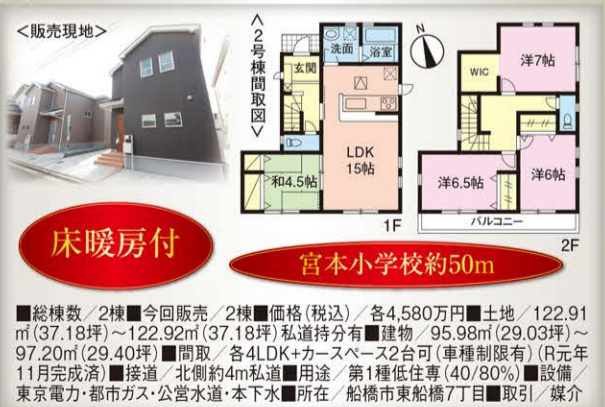 <販売現地>
<2号棟間取図>
N
洗面
浴室
玄関
LDK
15帖
和4.5帖
1F
WIC
洋7帖
洋6.5帖
洋6帖
バルコニー
2F
床暖房付
宮本小学校約50m
■総棟数/2棟■今回販売/2棟■価格(税込)/各4,580万円■土地/122.91
㎡(37.18坪)~122.92㎡(37.18坪)私道持分有■建物/95.98㎡(29.03坪)~
97.20㎡(29.40坪)■間取/各4LDK+カースペース2台可(車種制限有)(R元年
11月完成済)■接道/北側約4m私道■用途/第1種低住専(40/80%)■設備/
東京電力・都市ガス・公営水道・本下水■所在/船橋市東船橋7丁目■取引/媒介